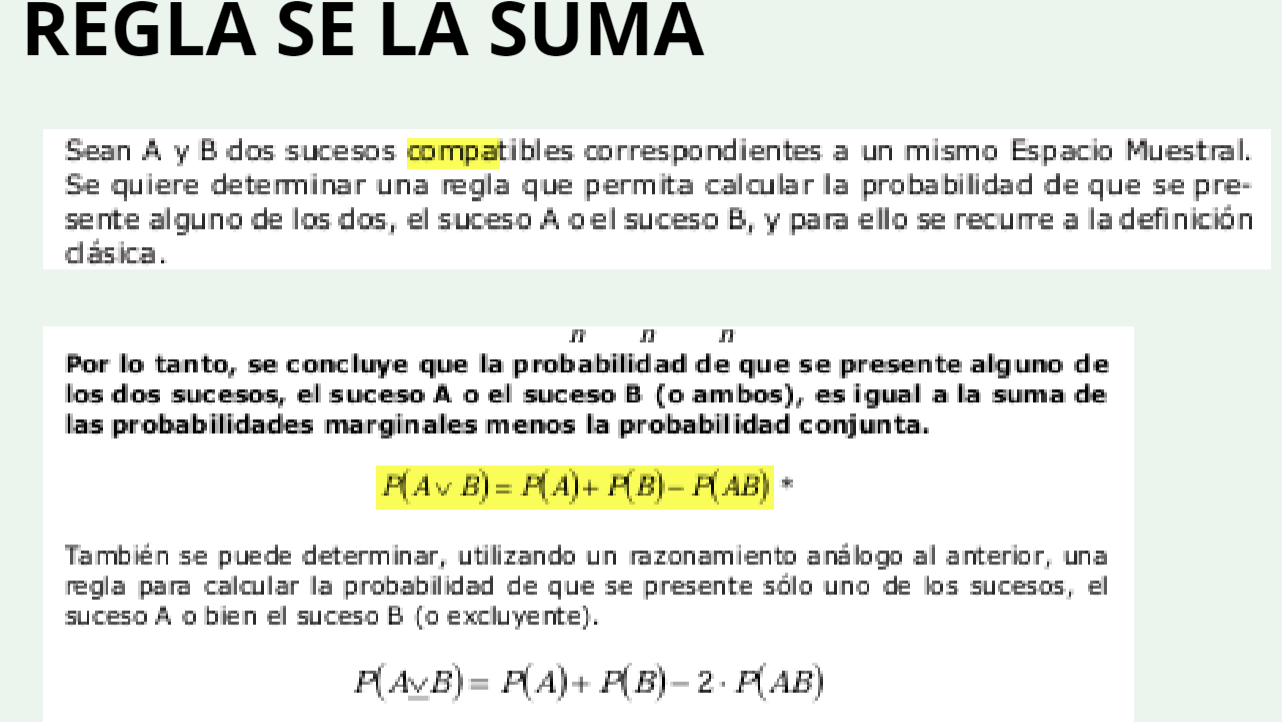 REGLA SE LA SUMA
Sean A y B dos sucesos compatibles correspondientes a un mismo Espacio Muestral.
Se quiere determinar una regla que permita calcular la probabilidad de que se pre-
sente alguno de los dos, el suceso A o el suceso B, y para ello se recurre a la definición
clásica.
n n n
Por lo tanto, se concluye que la probabilidad de que se presente alguno de
los dos sucesos, el suceso A o el suceso B (o ambos), es igual a la suma de
las probabilidades marginales menos la probabilidad conjunta.
P(A∨ B)= P(A)+ P(B)− P(AB) *
También se puede determinar, utilizando un razonamiento análogo al anterior, una
regla para calcular la probabilidad de que se presente sólo uno de los sucesos, el
suceso A o bien el suceso B (o excluyente).
P(A⊻B)= P(A)+ P(B)− 2 · P(AB)